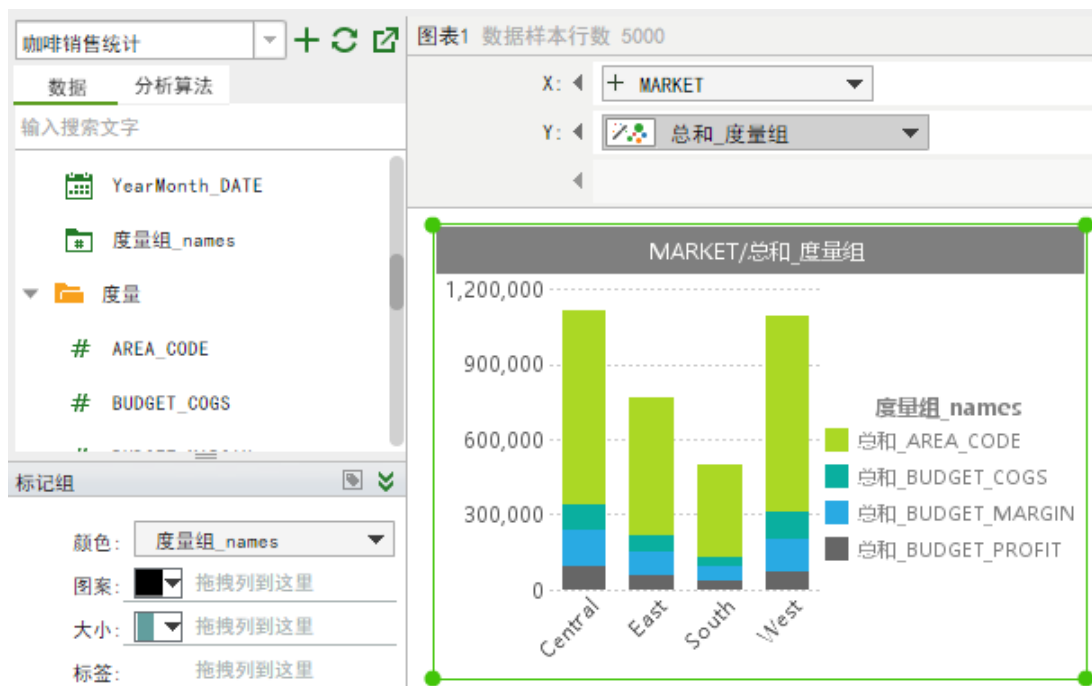 咖啡销售统计
数据 分析算法
输入搜索文字
YearMonth_DATE
度量组_names
度量
# AREA_CODE
# BUDGET_COGS
标记组
颜色: 度量组_names
图案: 拖拽列到这里
大小: 拖拽列到这里
标签: 拖拽列到这里
图表1 数据样本行数 5000
X: + MARKET
Y: 总和_度量组
MARKET/总和_度量组
1,200,000
900,000
600,000
300,000
0
Central East South West
度量组_names
总和_AREA_CODE
总和_BUDGET_COGS
总和_BUDGET_MARGIN
总和_BUDGET_PROFIT